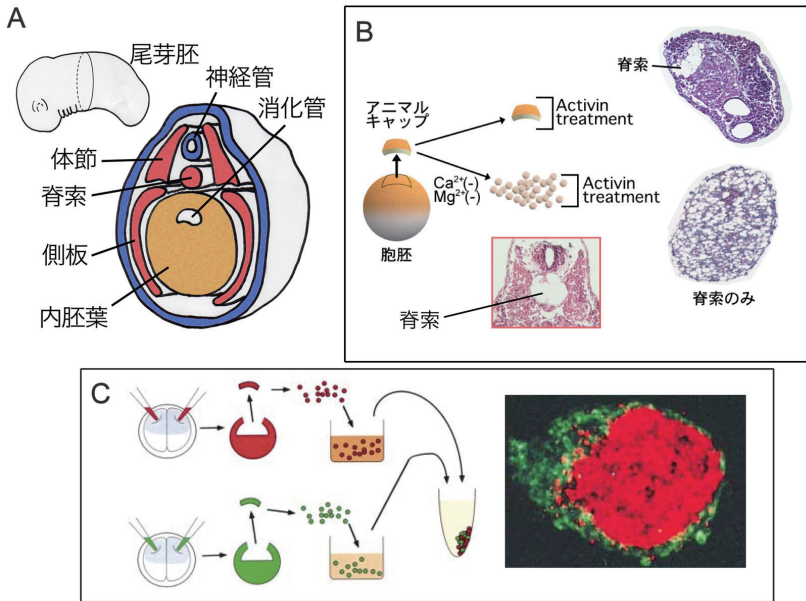 A
尾芽胚
神経管
消化管
体節
脊索
側板
内胚葉
B
アニマル
キャップ
Activin
treatment
Ca²⁺(-)
Mg²⁺(-)
Activin
treatment
胞胚
脊索
脊索
脊索のみ
C